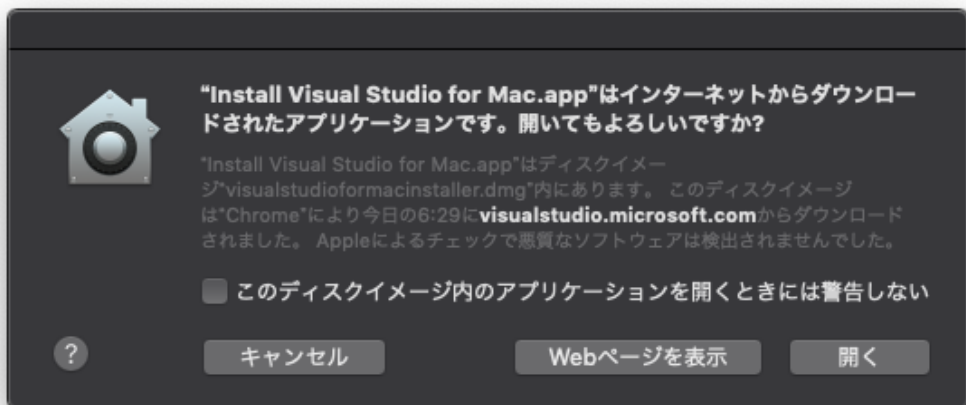 “Install Visual Studio for Mac.app"はインターネットからダウンロー
ドされたアプリケーションです。開いてもよろしいですか?
“Install Visual Studio for Mac.app"はディスクイメー
ジ"visualstudioformacinstaller.dmg"内にあります。 このディスクイメージ
は"Chrome"により今日の6:29にvisualstudio.microsoft.comからダウンロード
されました。 Appleによるチェックで悪質なソフトウェアは検出されませんでした。
このディスクイメージ内のアプリケーションを開くときには警告しない
? キャンセル Webページを表示 開く